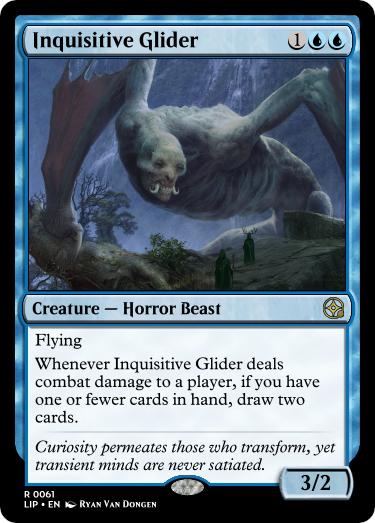 Inquisitive Glider 1
Creature — Horror Beast
Flying
Whenever Inquisitive Glider deals
combat damage to a player, if you have
one or fewer cards in hand, draw two
cards.
Curiosity permeates those who transform, yet
transient minds are never satiated.
3/2
R 0061
LIP • EN Ryan Van Dongen